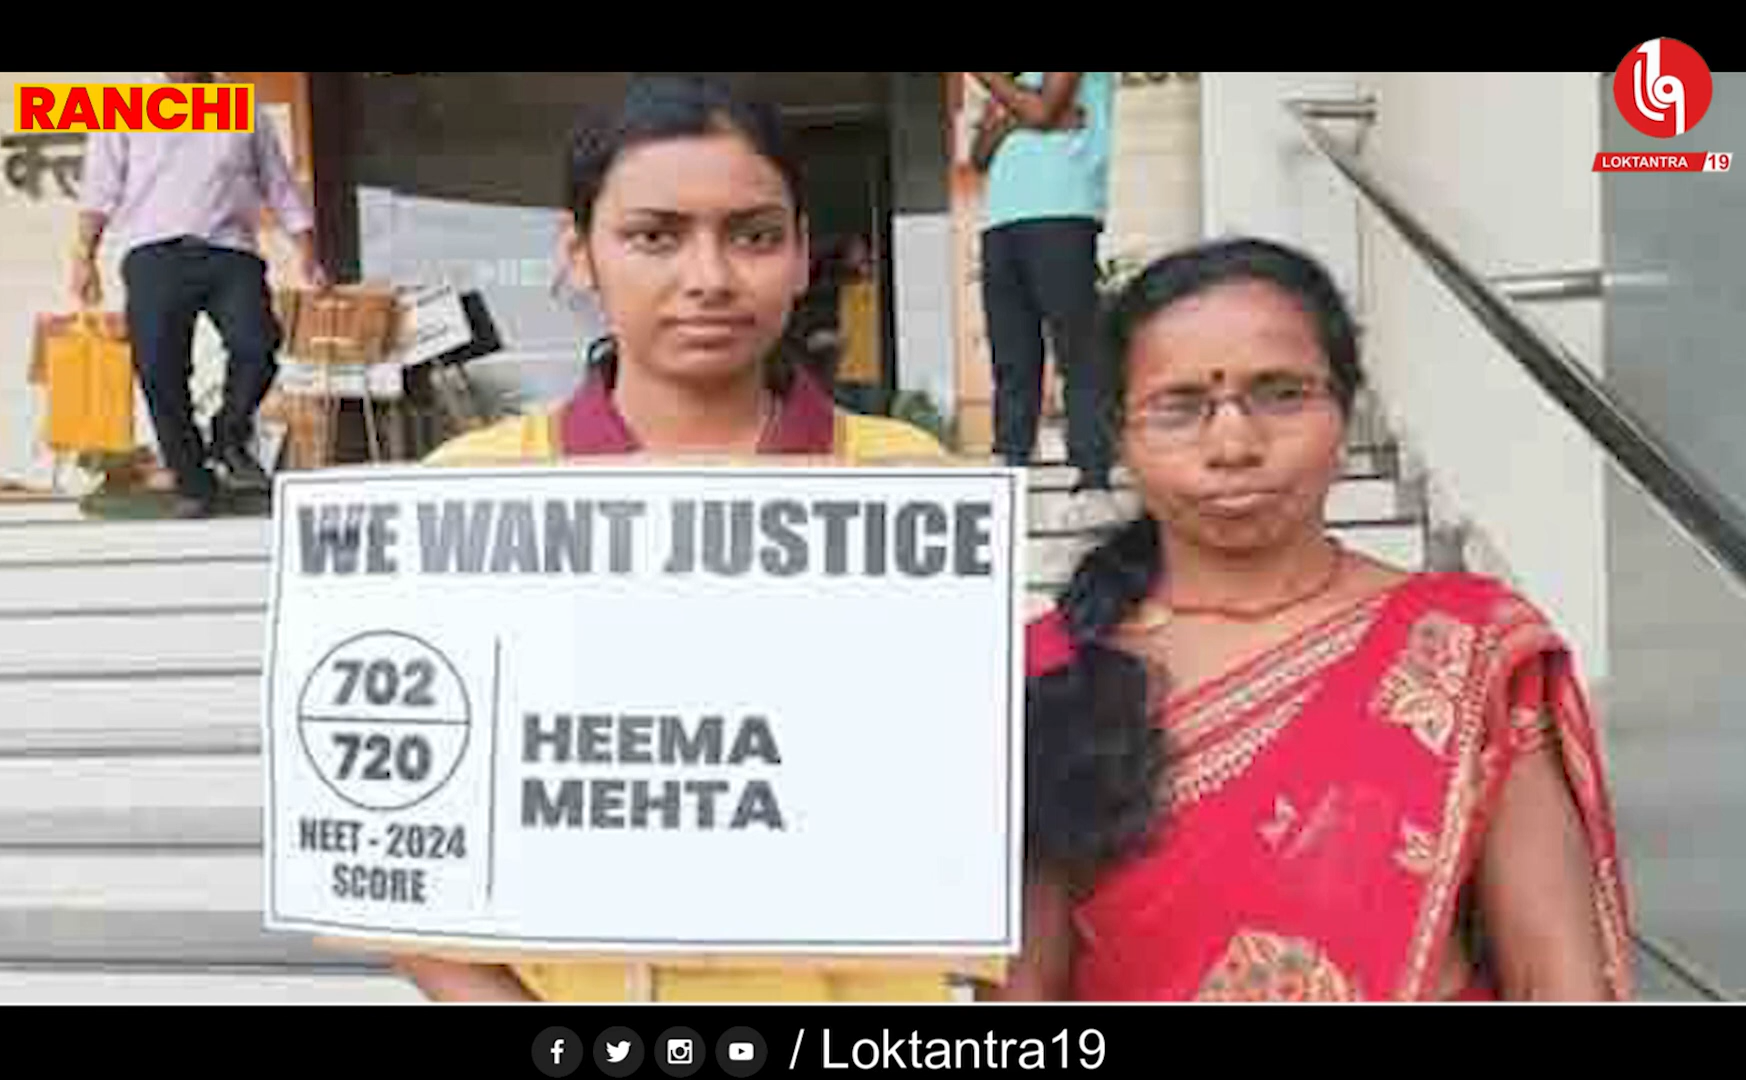 RANCHI
LOKTANTRA 19
WE WANT JUSTICE
702
720
NEET - 2024
SCORE
HEEMA
MEHTA
/ Loktantra19